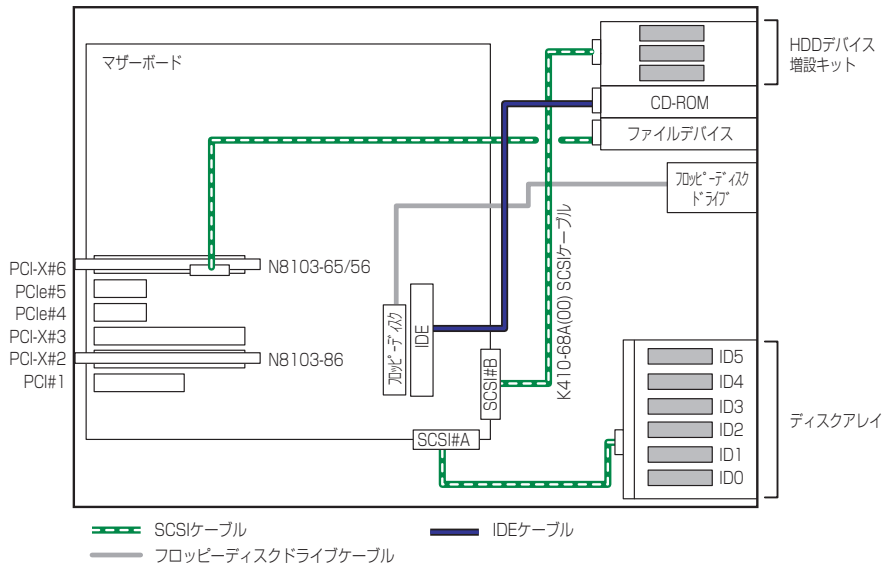 マザーボード
HDDデバイス
増設キット
CD-ROM
ファイルデバイス
フロッピーディスク
ドライブ
PCI-X#6
N8103-65/56
PCIe#5
PCIe#4
PCI-X#3
PCI-X#2
N8103-86
PCI#1
フロッピーディスク
IDE
SCSI#B
K410-68A(00) SCSIケーブル
SCSI#A
ID5
ID4
ID3
ID2
ID1
ID0
ディスクアレイ
SCSIケーブル
IDEケーブル
フロッピーディスクドライブケーブル